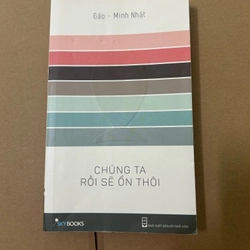 Gào - Minh Nhật
CHÚNG TA
RỒI SẼ ỔN THÔI
SKYBOOKS